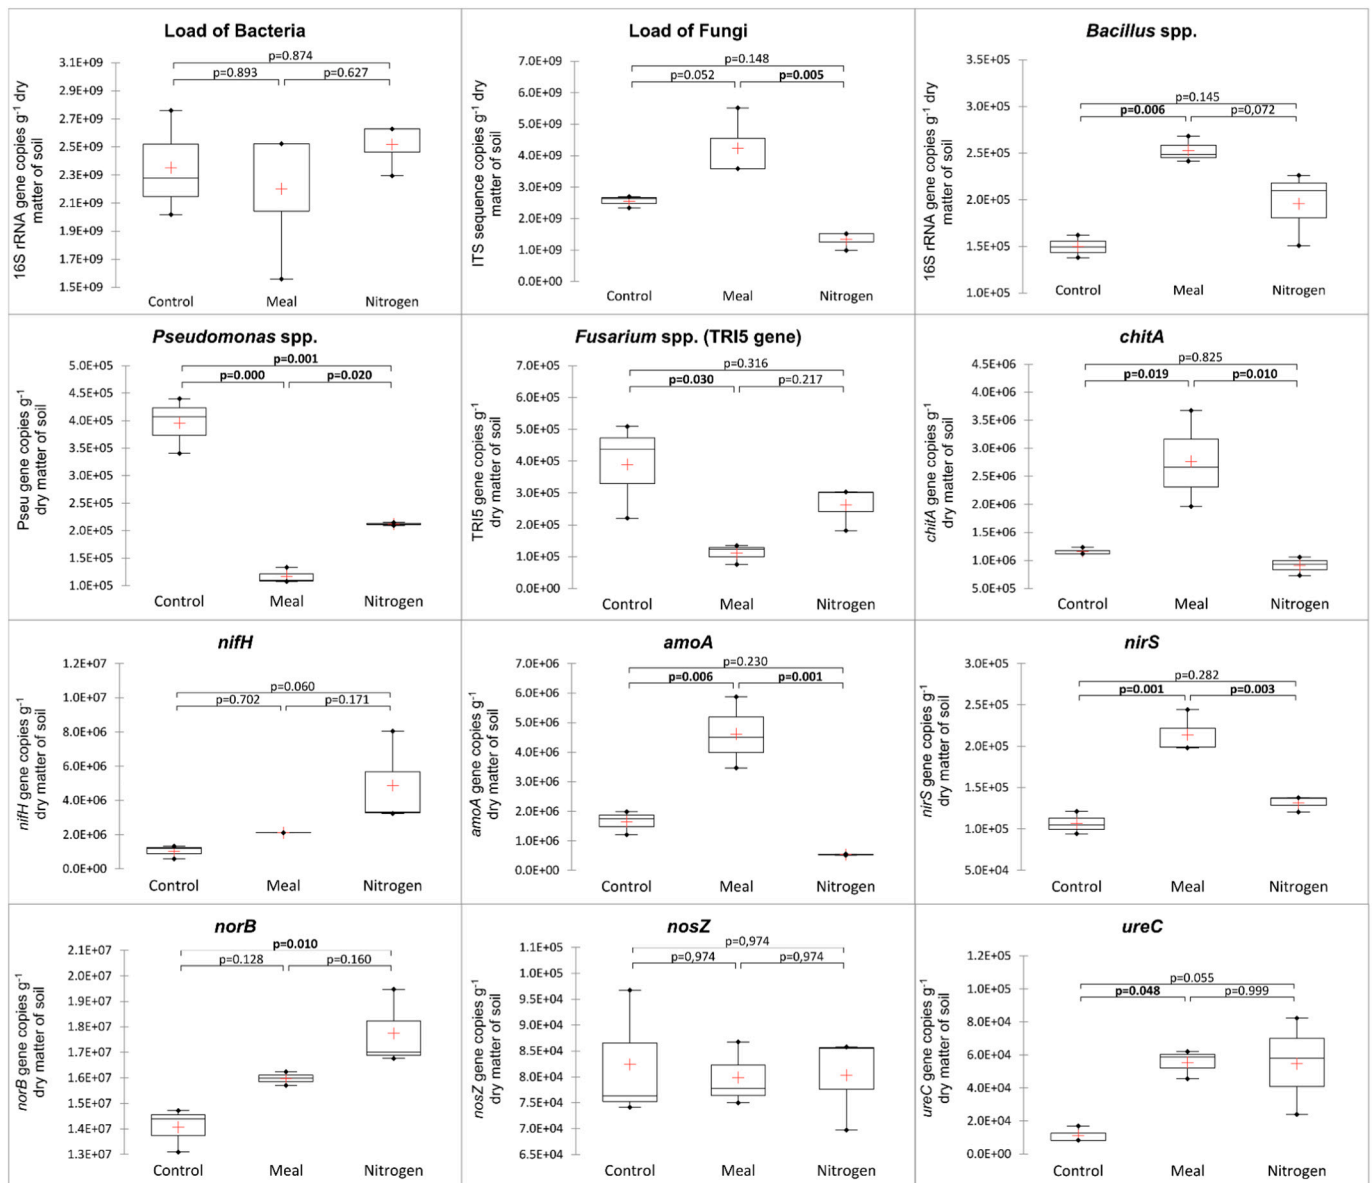 Load of Bacteria
16S rRNA gene copies g⁻¹ dry
matter of soil
3.1E+09
2.9E+09
2.7E+09
2.5E+09
2.3E+09
2.1E+09
1.9E+09
1.7E+09
1.5E+09
p=0.874
p=0.893
p=0.627
Control
Meal
Nitrogen
Load of Fungi
ITS sequence copies g⁻¹ dry
matter of soil
7.0E+09
6.0E+09
5.0E+09
4.0E+09
3.0E+09
2.0E+09
1.0E+09
0.0E+00
p=0.148
p=0.052
p=0.005
Control
Meal
Nitrogen
Bacillus spp.
16S rRNA gene copies g⁻¹ dry
matter of soil
3.5E+05
3.0E+05
2.5E+05
2.0E+05
1.5E+05
1.0E+05
p=0.145
p=0.006
p=0,072
Control
Meal
Nitrogen
Pseudomonas spp.
Pseu gene copies g⁻¹
dry matter of soil
5.0E+05
4.5E+05
4.0E+05
3.5E+05
3.0E+05
2.5E+05
2.0E+05
1.5E+05
1.0E+05
p=0.001
p=0.000
p=0.020
Control
Meal
Nitrogen
Fusarium spp. (TRI5 gene)
TRI5 gene copies g⁻¹
dry matter of soil
7.0E+05
6.0E+05
5.0E+05
4.0E+05
3.0E+05
2.0E+05
1.0E+05
0.0E+00
p=0.316
p=0.030
p=0.217
Control
Meal
Nitrogen
chitA
chitA gene copies g⁻¹
dry matter of soil
4.5E+06
4.0E+06
3.5E+06
3.0E+06
2.5E+06
2.0E+06
1.5E+06
1.0E+06
5.0E+05
p=0.825
p=0.019
p=0.010
Control
Meal
Nitrogen
nifH
nifH gene copies g⁻¹
dry matter of soil
1.2E+07
1.0E+07
8.0E+06
6.0E+06
4.0E+06
2.0E+06
0.0E+00
p=0.060
p=0.702
p=0.171
Control
Meal
Nitrogen
amoA
amoA gene copies g⁻¹
dry matter of soil
7.0E+06
6.0E+06
5.0E+06
4.0E+06
3.0E+06
2.0E+06
1.0E+06
0.0E+00
p=0.230
p=0.006
p=0.001
Control
Meal
Nitrogen
nirS
nirS gene copies g⁻¹
dry matter of soil
3.0E+05
2.5E+05
2.0E+05
1.5E+05
1.0E+05
5.0E+04
p=0.282
p=0.001
p=0.003
Control
Meal
Nitrogen
norB
norB gene copies g⁻¹
dry matter of soil
2.1E+07
2.0E+07
1.9E+07
1.8E+07
1.7E+07
1.6E+07
1.5E+07
1.4E+07
1.3E+07
p=0.010
p=0.128
p=0.160
Control
Meal
Nitrogen
nosZ
nosZ gene copies g⁻¹
dry matter of soil
1.1E+05
1.0E+05
9.5E+04
9.0E+04
8.5E+04
8.0E+04
7.5E+04
7.0E+04
6.5E+04
p=0,974
p=0,974
p=0,974
Control
Meal
Nitrogen
ureC
ureC gene copies g⁻¹
dry matter of soil
1.2E+05
1.0E+05
8.0E+04
6.0E+04
4.0E+04
2.0E+04
0.0E+00
p=0.055
p=0.048
p=0.999
Control
Meal
Nitrogen